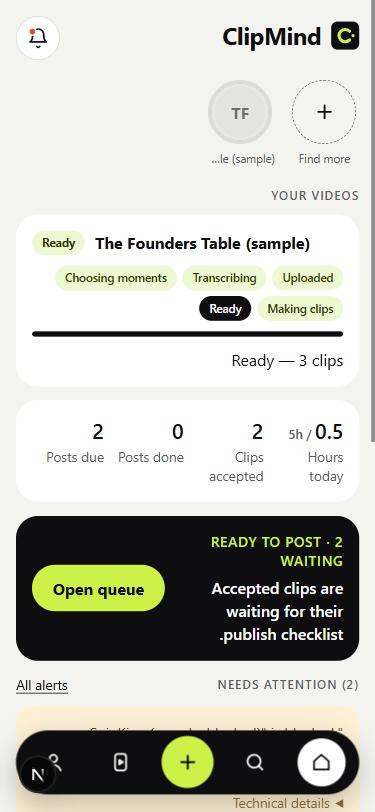 ClipMind
TF
...le (sample)
Find more
YOUR VIDEOS
The Founders Table (sample)
Ready
Uploaded
Transcribing
Choosing moments
Making clips
Ready
Ready — 3 clips
5h / 0.5
Hours today
2
Clips accepted
0
Posts done
2
Posts due
READY TO POST · 2
WAITING
Accepted clips are
waiting for their
.publish checklist
Open queue
NEEDS ATTENTION (2)
All alerts
Technical details
N